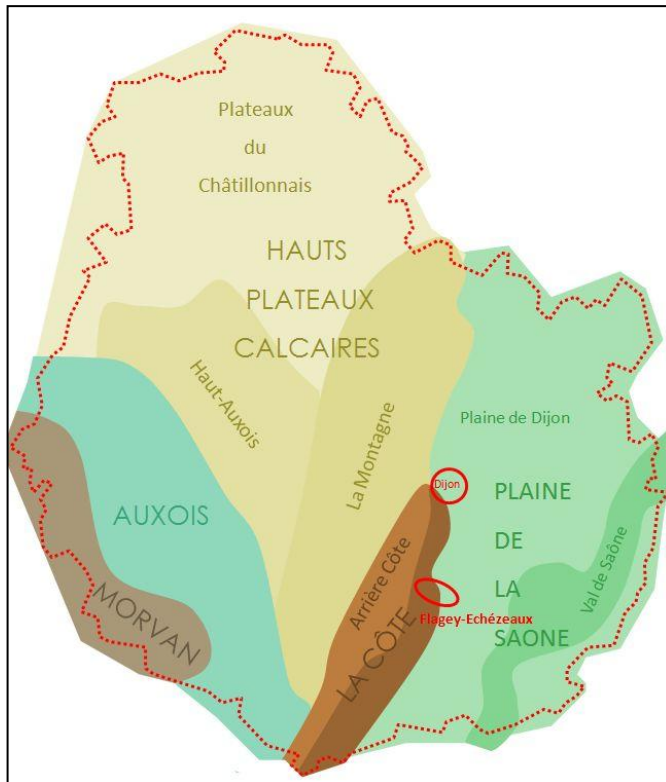 Plateaux
du
Châtillonnais
HAUTS
PLATEAUX
CALCAIRES
Haut-Auxois
La Montagne
Plaine de Dijon
Dijon
PLAINE
DE
LA
SAONE
Val de Saône
AUXOIS
MORVAN
Arrière Côte
LA CÔTE
Flagey-Echézeaux